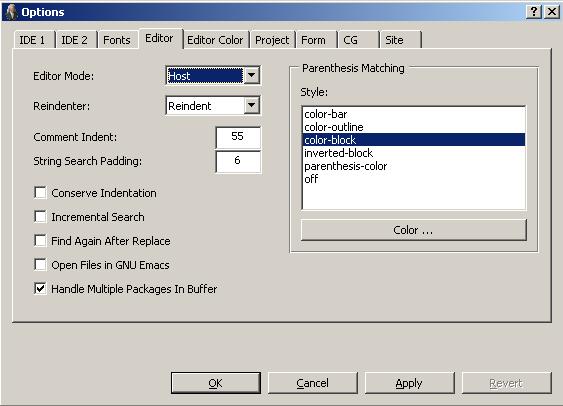 Options
IDE 1 IDE 2 Fonts Editor Editor Color Project Form CG Site
Editor Mode: Host
Reindenter: Reindent
Comment Indent: 55
String Search Padding: 6
Conserve Indentation
Incremental Search
Find Again After Replace
Open Files in GNU Emacs
Handle Multiple Packages In Buffer
Parenthesis Matching
Style:
color-bar
color-outline
color-block
inverted-block
parenthesis-color
off
Color ...
OK Cancel Apply Revert